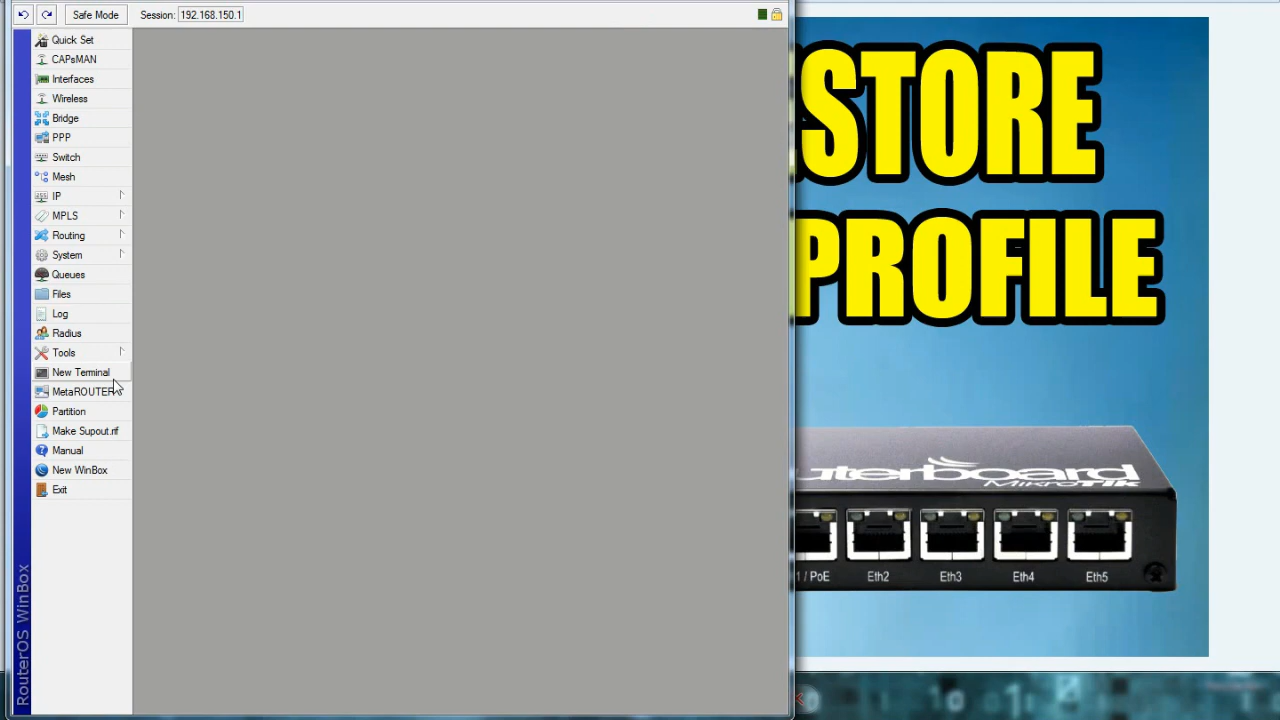 Safe Mode
Session: 192.168.150.1
Quick Set
CAPsMAN
Interfaces
Wireless
Bridge
PPP
Switch
Mesh
IP
MPLS
Routing
System
Queues
Files
Log
Radius
Tools
New Terminal
MetaROUTER
Partition
Make Supout.rif
Manual
New WinBox
Exit
RouterOS WinBox
STORE
PROFILE
uterboard
MikroTik
1 / PoE
Eth2
Eth3
Eth4
Eth5